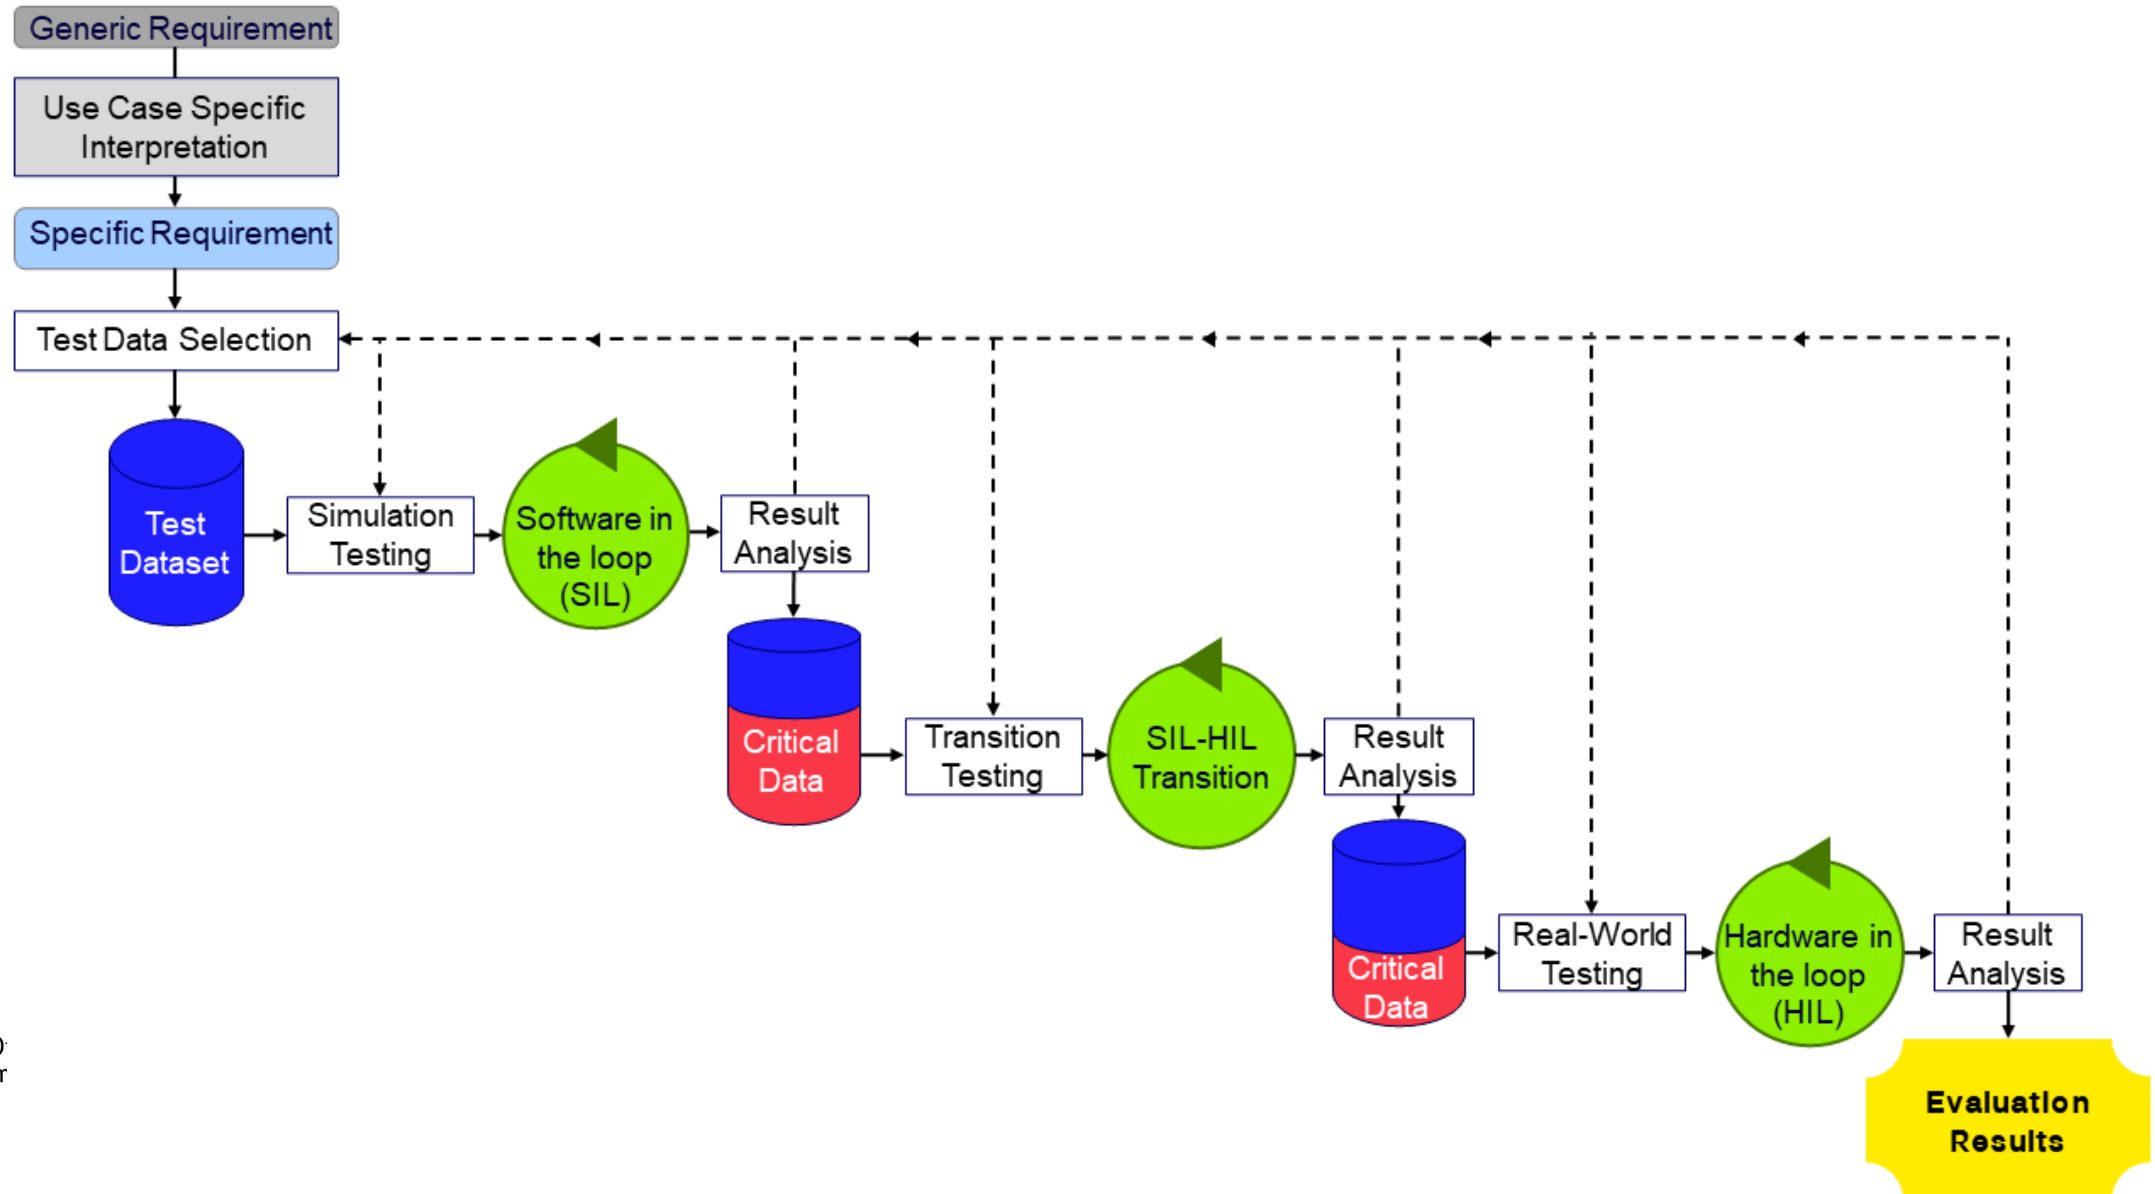 Generic Requirement
Use Case Specific
Interpretation
Specific Requirement
Test Data Selection
Test
Dataset
Simulation
Testing
Software in
the loop
(SIL)
Result
Analysis
Critical
Data
Transition
Testing
SIL-HIL
Transition
Result
Analysis
Critical
Data
Real-World
Testing
Hardware in
the loop
(HIL)
Result
Analysis
Evaluation
Results